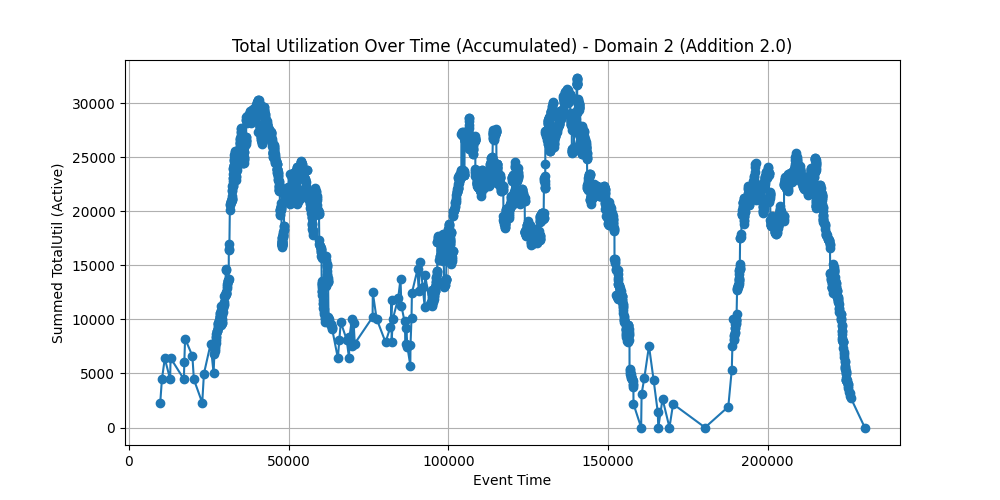 Total Utilization Over Time (Accumulated) - Domain 2 (Addition 2.0)
Summed TotalUtil (Active)
30000
25000
20000
15000
10000
5000
0
0 50000 100000 150000 200000
Event Time